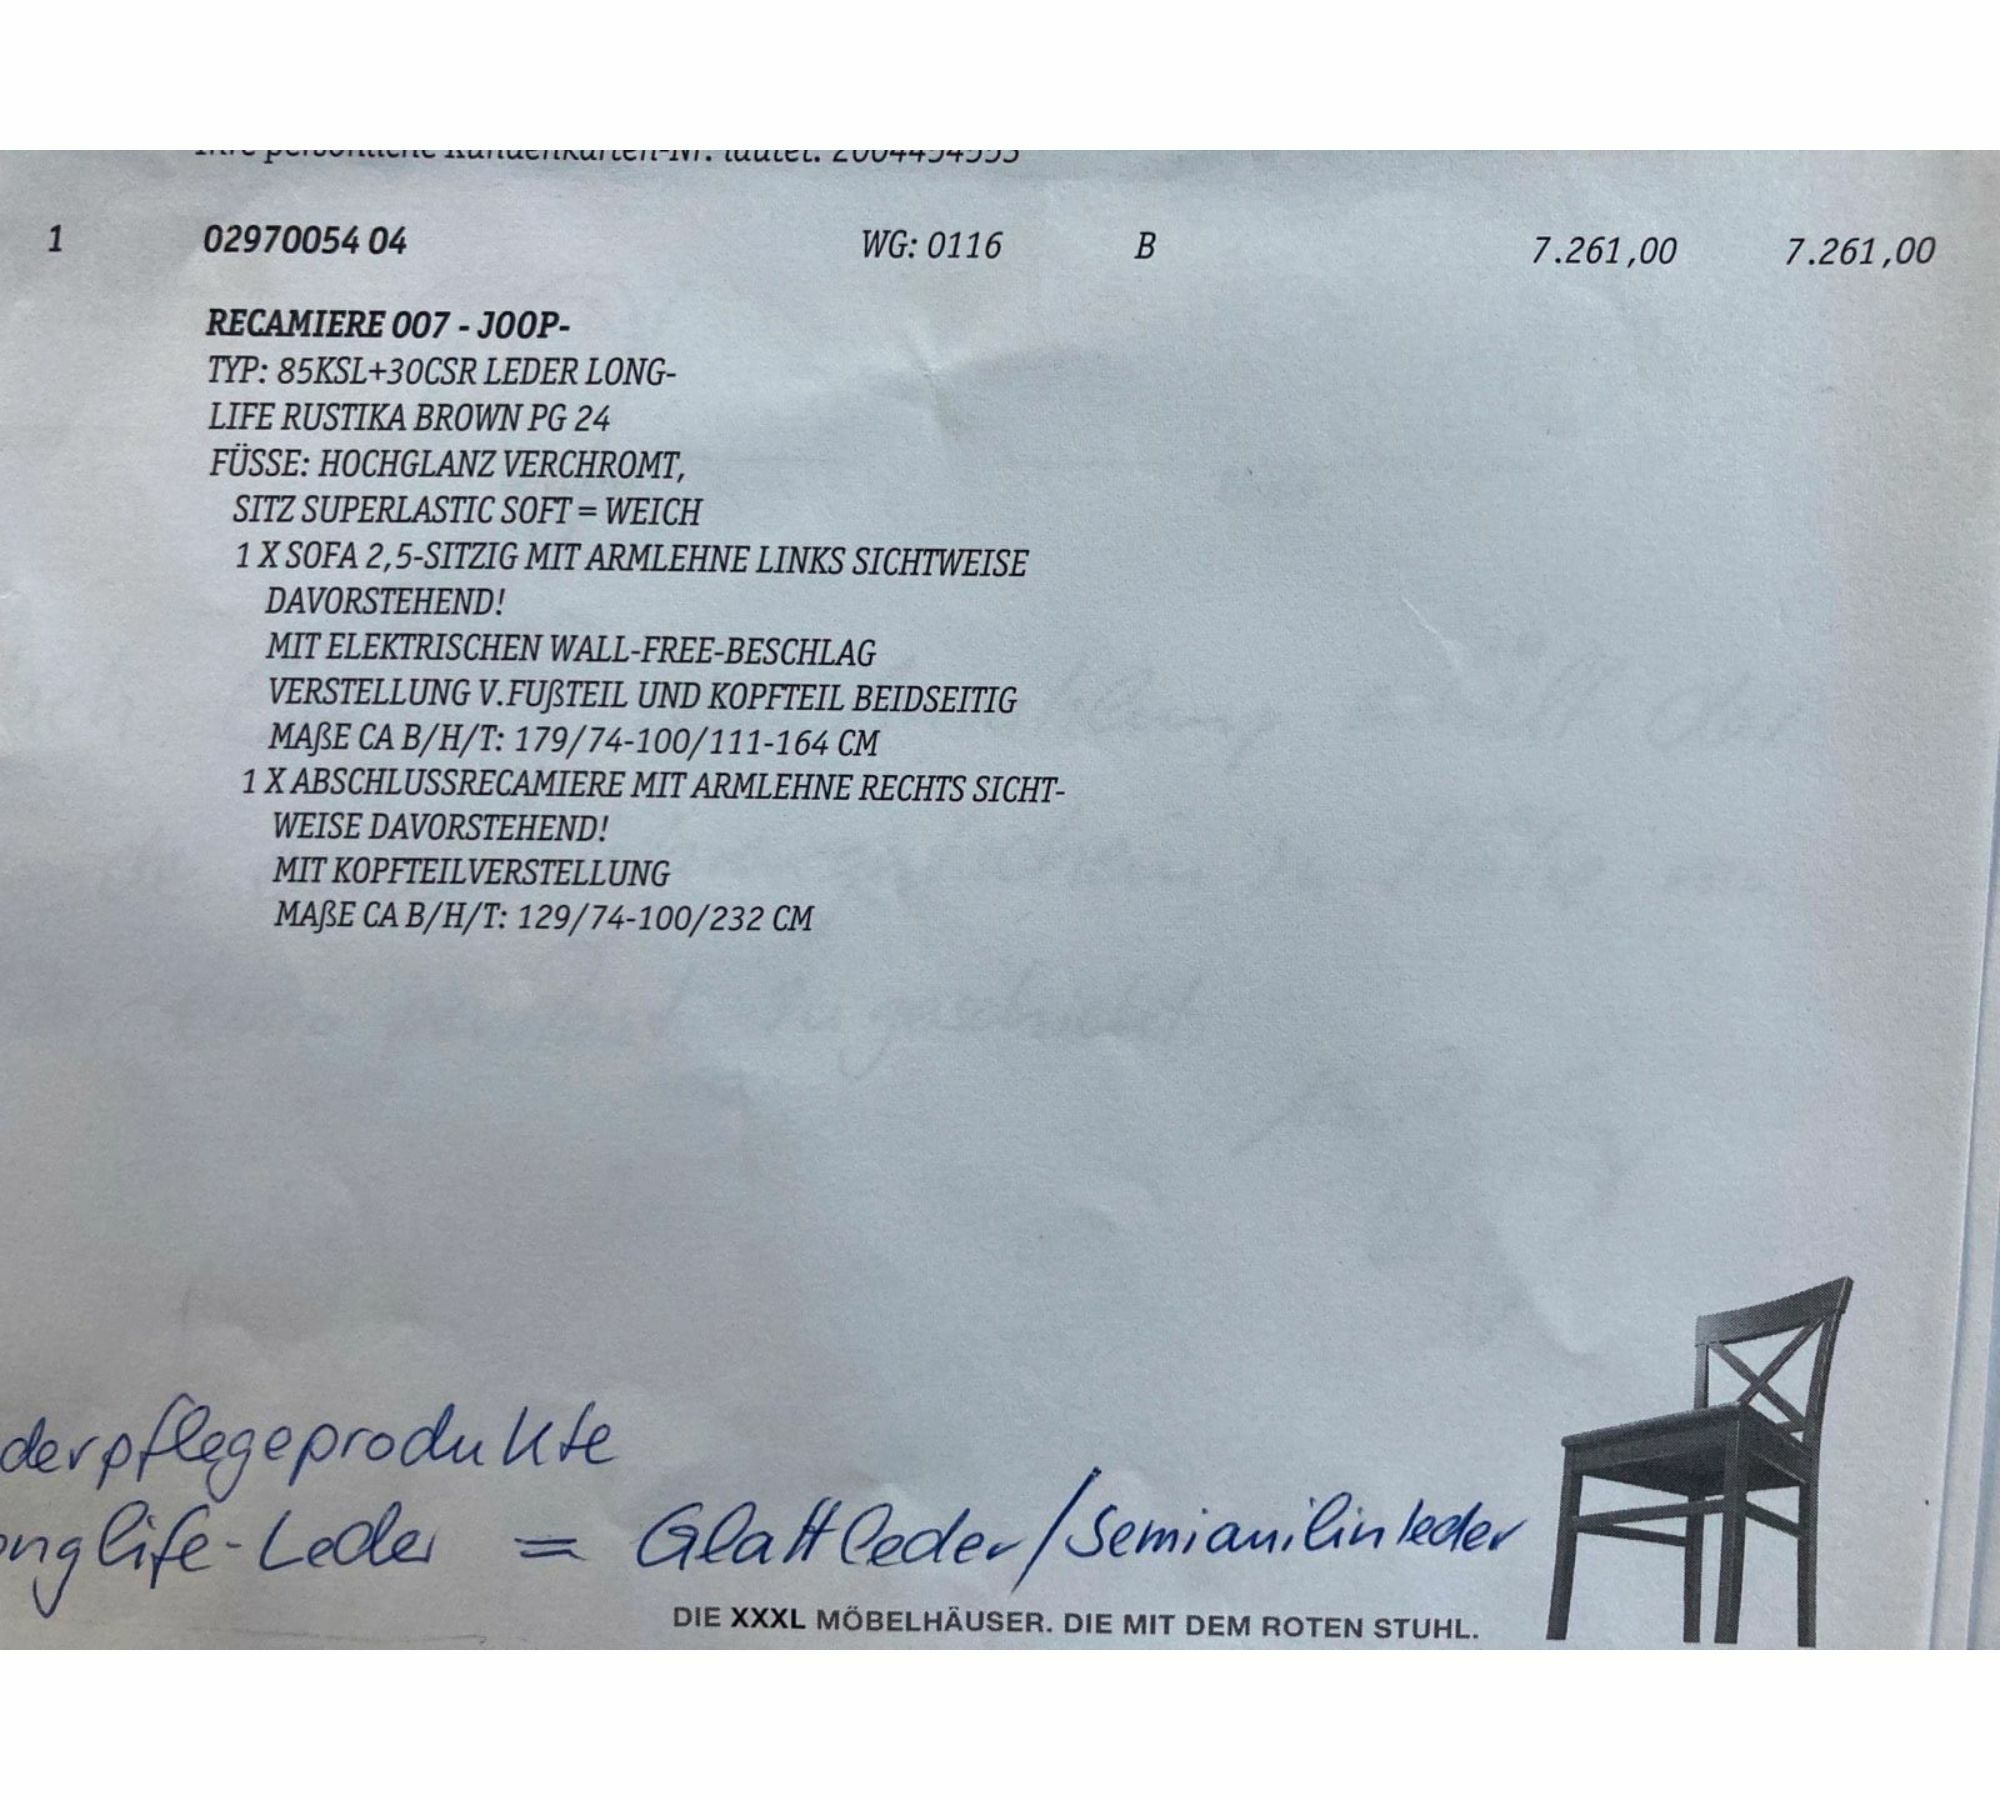 1 02970054 04 WG: 0116 B 7.261,00 7.261,00
RECAMIERE 007 - JOOP-
TYP: 85KSL+30CSR LEDER LONG-
LIFE RUSTIKA BROWN PG 24
FÜSSE: HOCHGLANZ VERCHROMT,
SITZ SUPERLASTIC SOFT = WEICH
1 X SOFA 2,5-SITZIG MIT ARMLEHNE LINKS SICHTWEISE
DAVORSTEHEND!
MIT ELEKTRISCHEN WALL-FREE-BESCHLAG
VERSTELLUNG V.FUßTEIL UND KOPFTEIL BEIDSEITIG
MAßE CA B/H/T: 179/74-100/111-164 CM
1 X ABSCHLUSSRECAMIERE MIT ARMLEHNE RECHTS SICHT-
WEISE DAVORSTEHEND!
MIT KOPFTEILVERSTELLUNG
MAßE CA B/H/T: 129/74-100/232 CM
derpflegeprodukte
onglife-Leder = Glattleder/Semianilinleder
DIE XXXL MÖBELHÄUSER. DIE MIT DEM ROTEN STUHL.